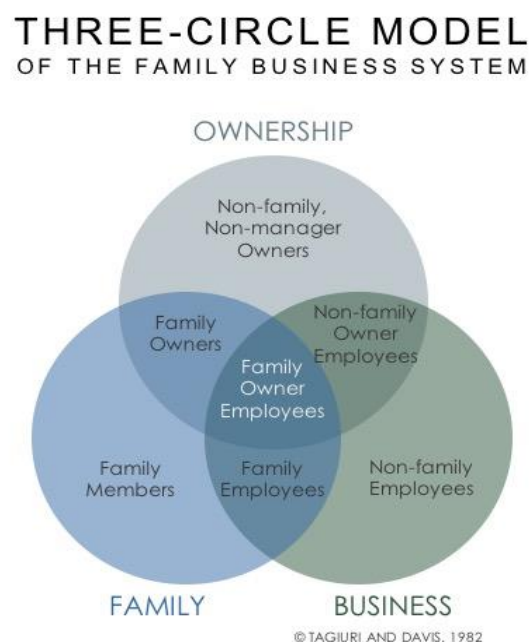 THREE-CIRCLE MODEL
OF THE FAMILY BUSINESS SYSTEM
OWNERSHIP
Non-family,
Non-manager
Owners
Family
Owners
Non-family
Owner
Employees
Family
Owner
Employees
Family
Members
Family
Employees
Non-family
Employees
FAMILY
BUSINESS
© TAGIURI AND DAVIS, 1982